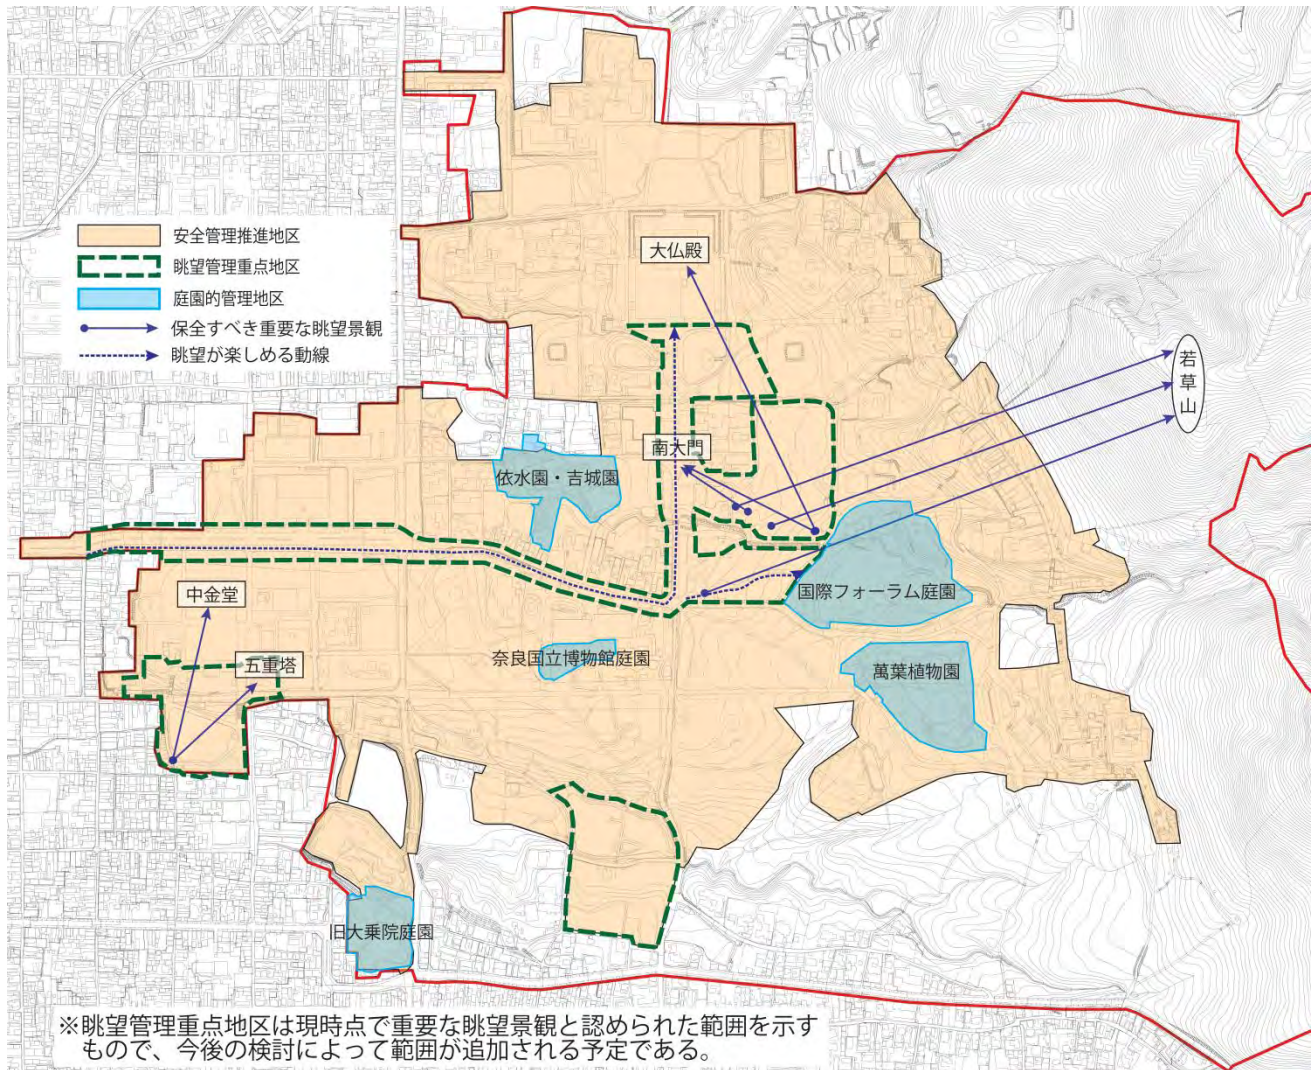 安全管理推進地区
眺望管理重点地区
庭園的管理地区
保全すべき重要な眺望景観
眺望が楽しめる動線
大仏殿
若草山
南大門
依水園・吉城園
国際フォーラム庭園
中金堂
奈良国立博物館庭園
五重塔
萬葉植物園
旧大乗院庭園
※眺望管理重点地区は現時点で重要な眺望景観と認められた範囲を示す
もので、今後の検討によって範囲が追加される予定である。